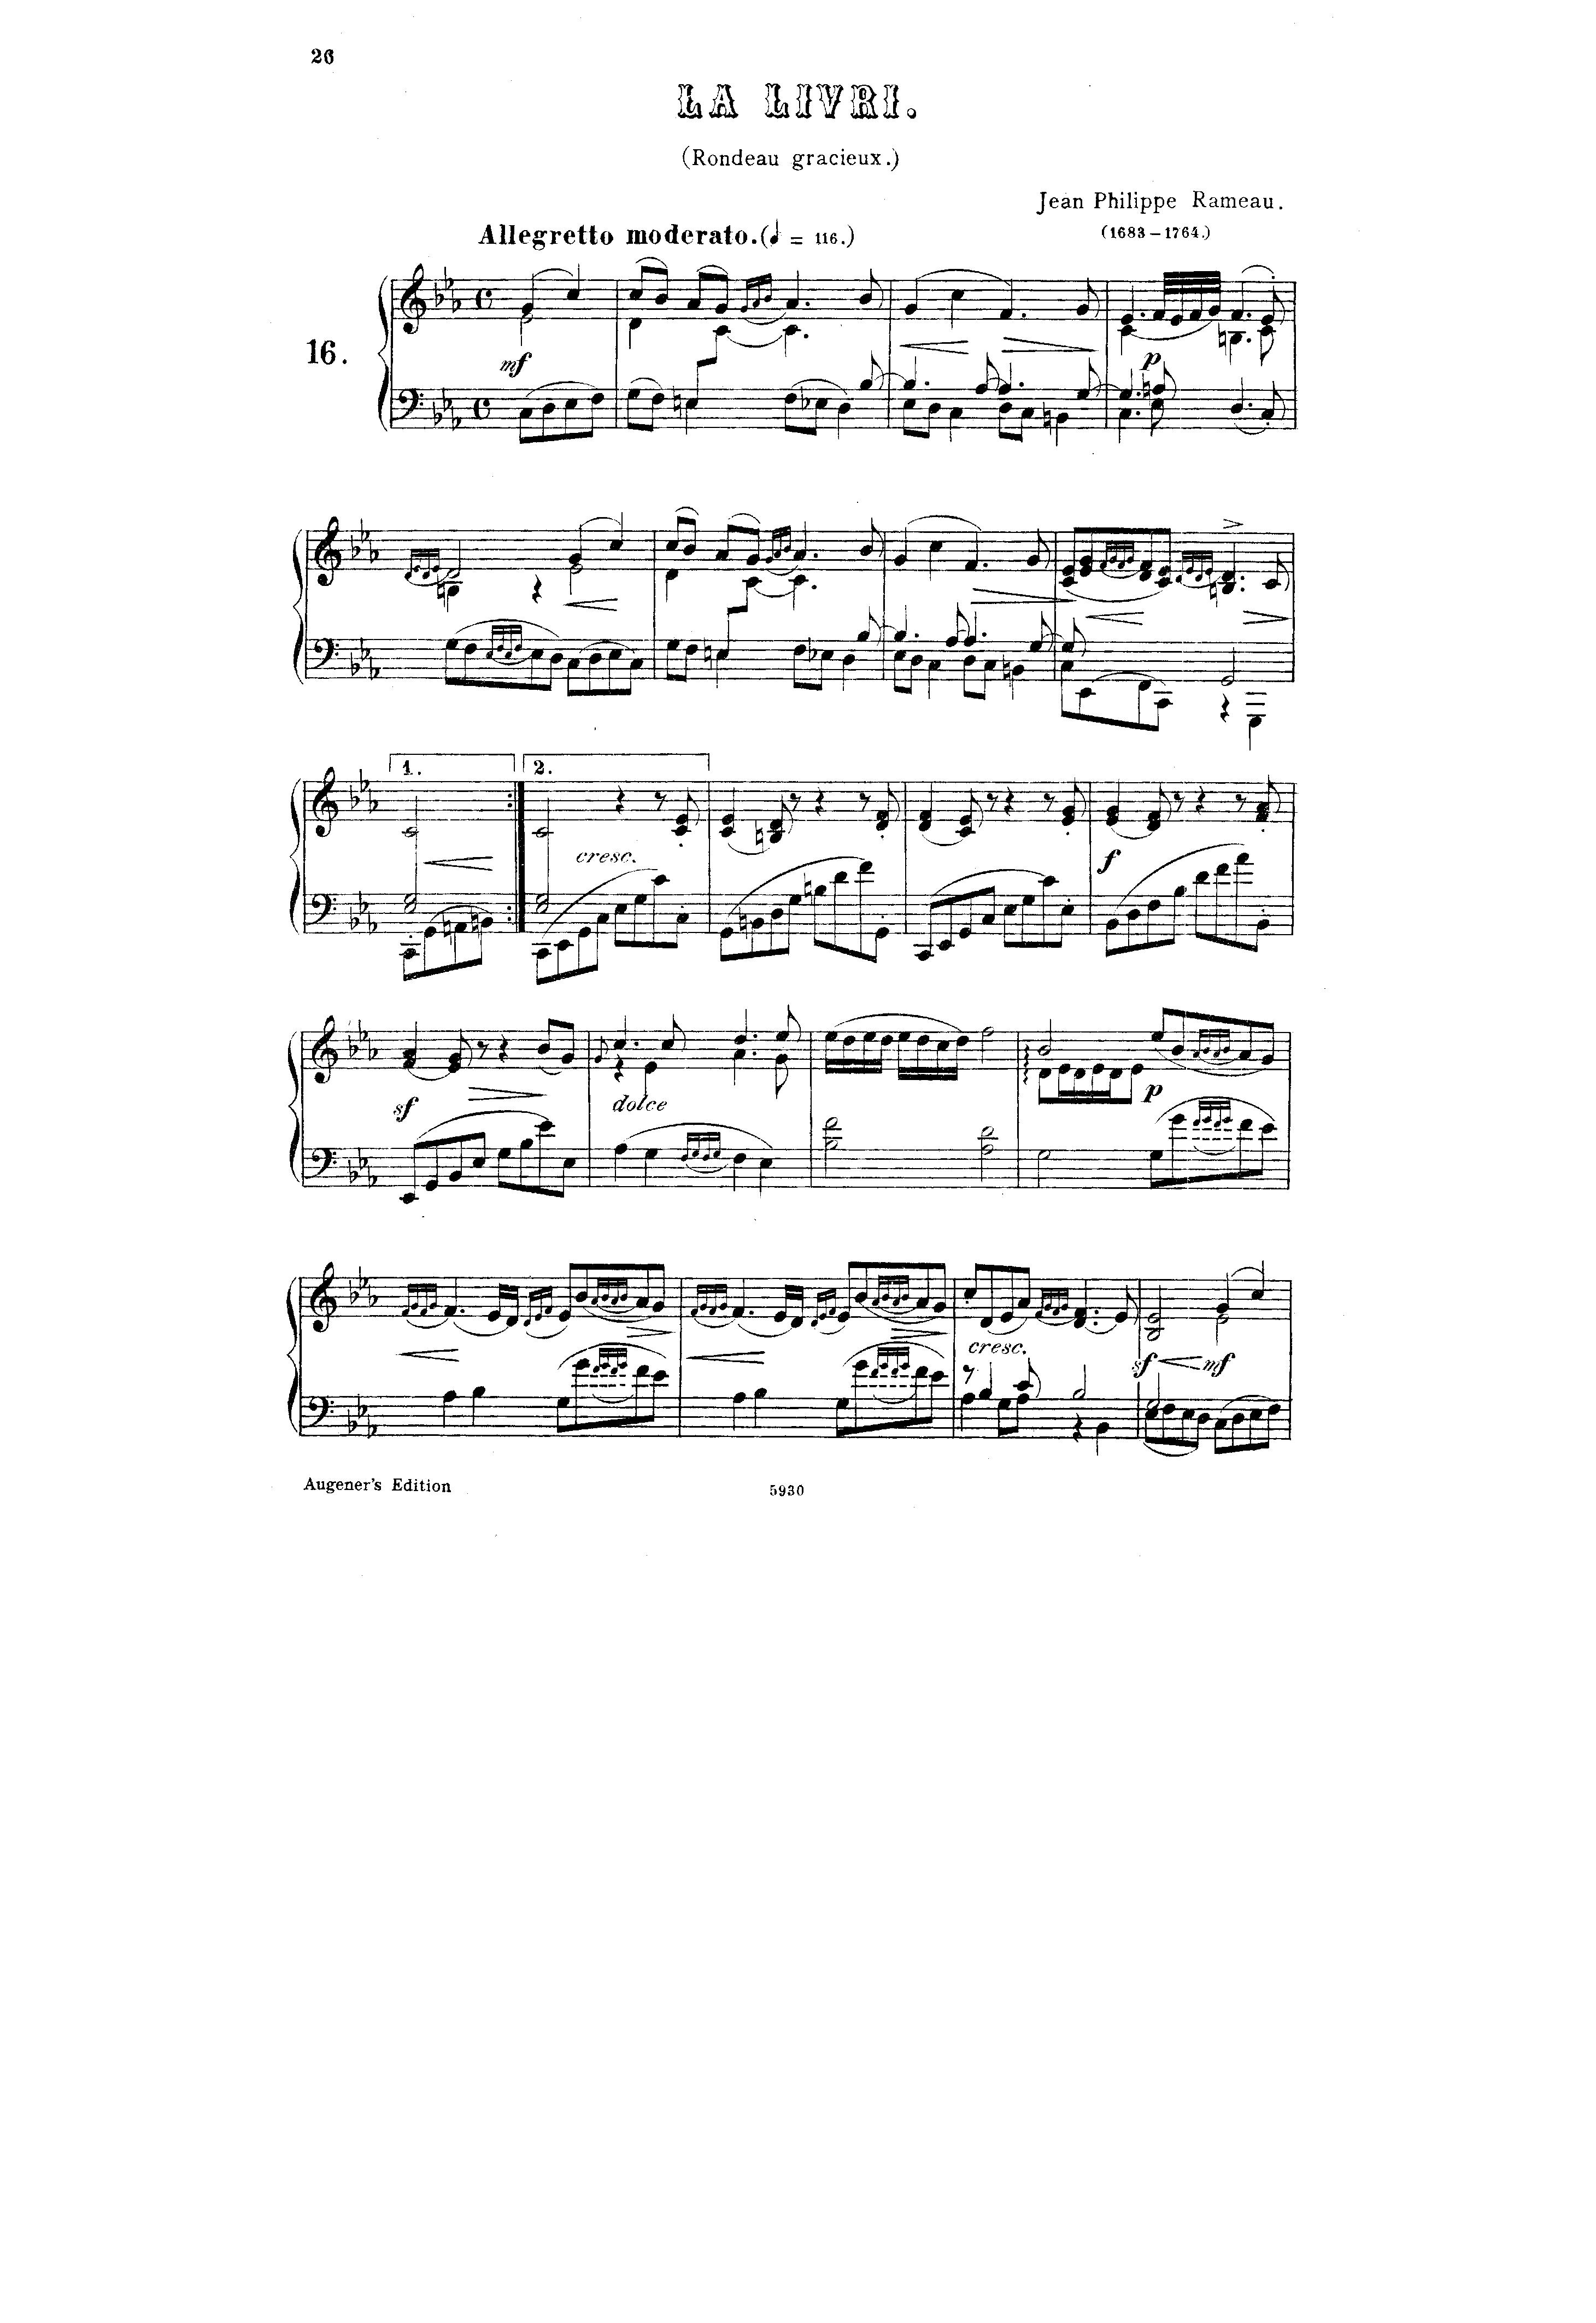 26
LA LIVRI.
(Rondeau gracieux.)
Jean Philippe Rameau.
Allegretto moderato. (♩ = 116.)
(1683–1764.)
16.
mf
p
1.
2.
cresc.
f
sf
dolce
p
cresc.
sf
mf
Augener's Edition
5930